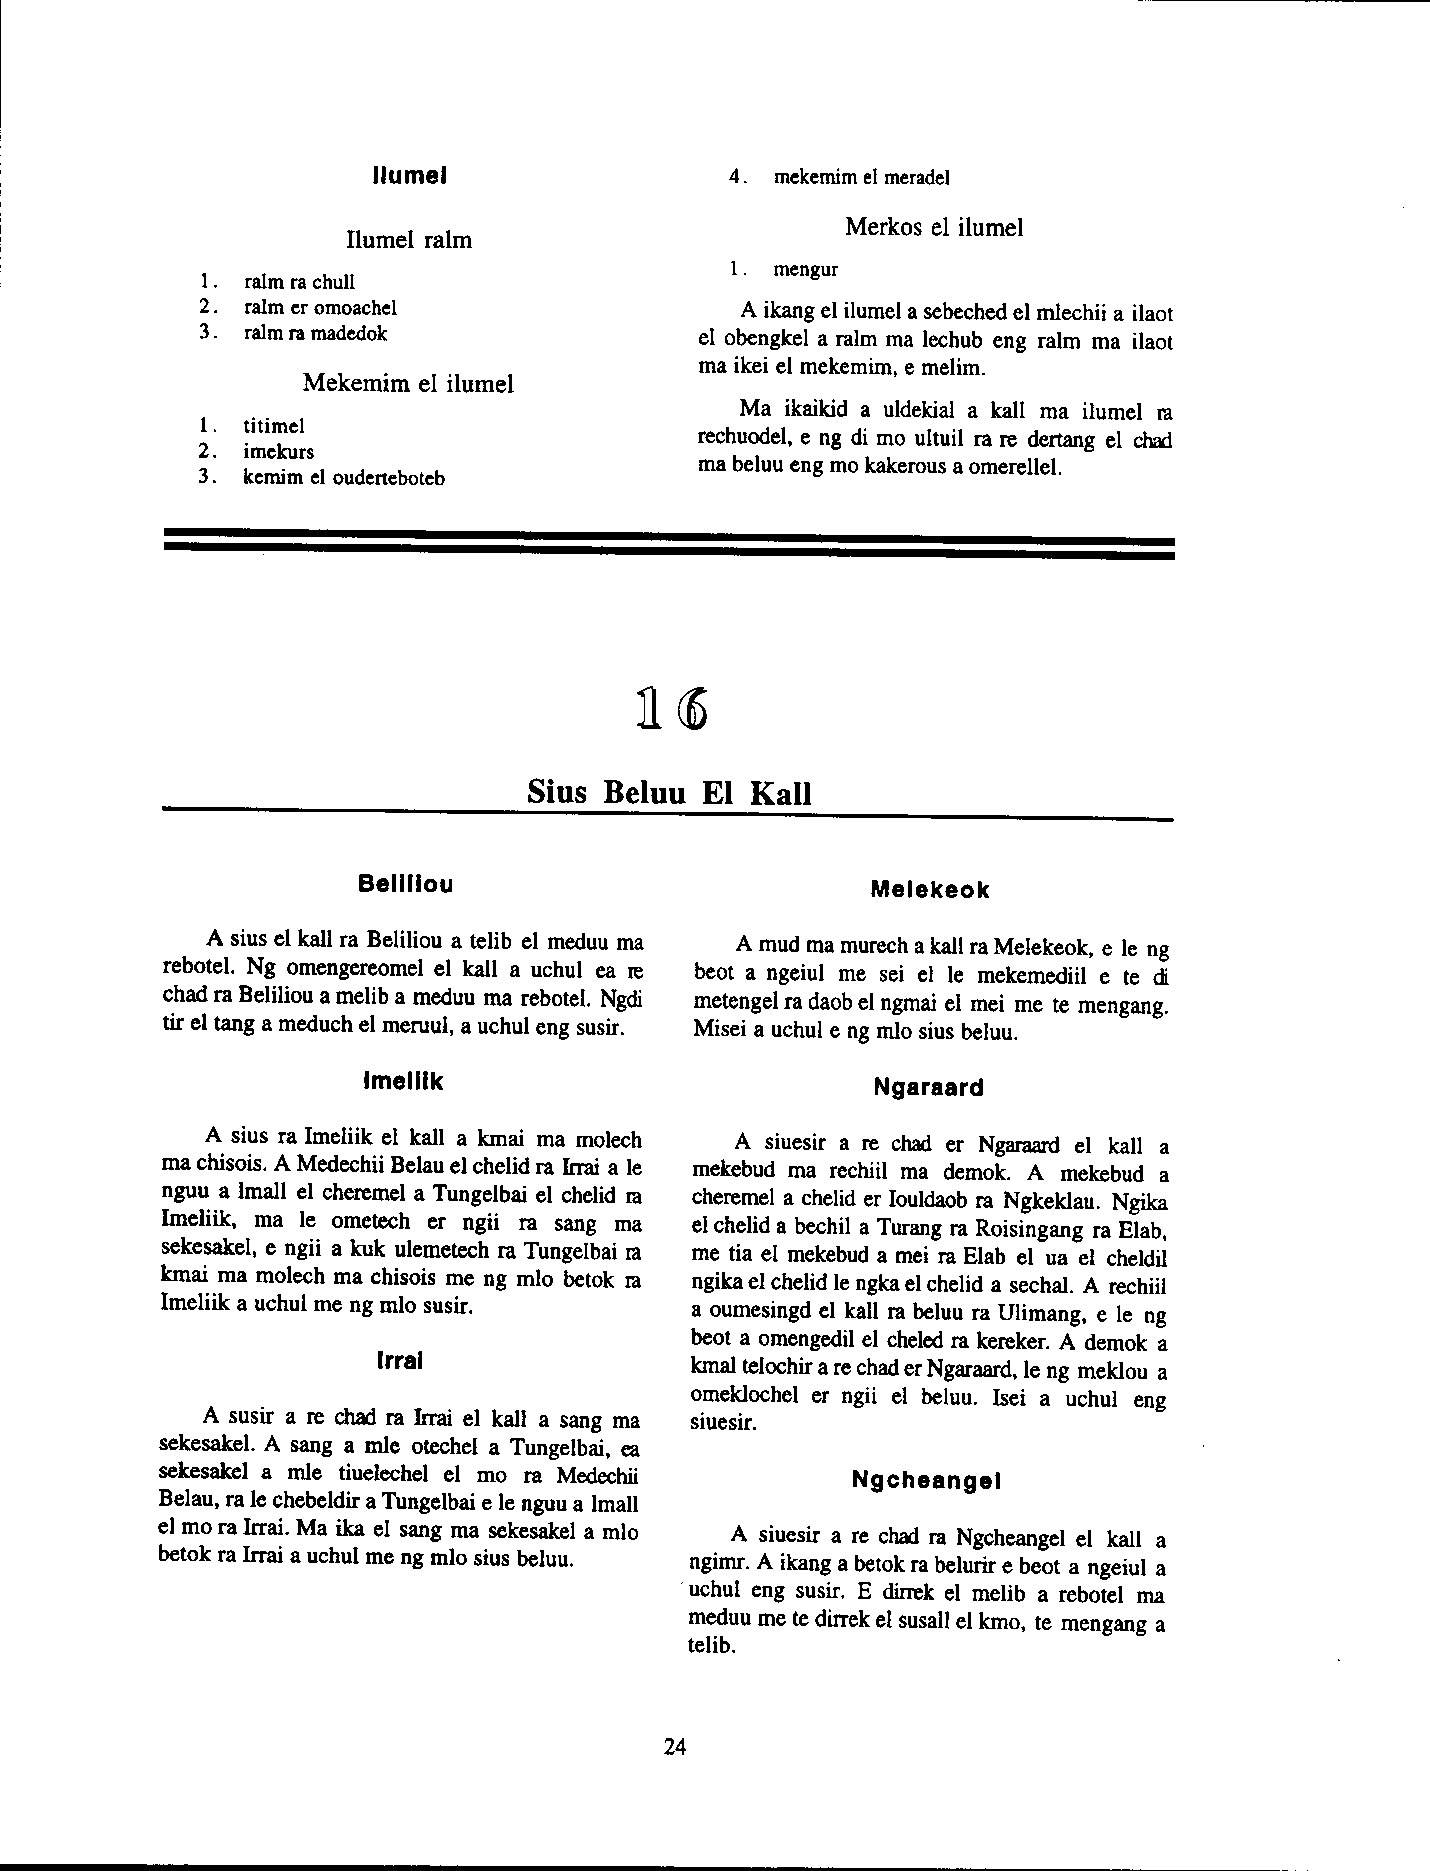 Ilumel
Ilumel ralm
1. ralm ra chull
2. ralm er omoachel
3. ralm ra madedok
Mekemim el ilumel
1. titimel
2. imekurs
3. kemim el ouderteboteb
4. mekemim el meradel
Merkos el ilumel
1. mengur
A ikang el ilumel a sebeched el mlechii a ilaot
el obengkel a ralm ma lechub eng ralm ma ilaot
ma ikei el mekemim, e melim.
Ma ikaikid a uldekial a kall ma ilumel ra
rechuodel, e ng di mo ultuil ra re dertang el chad
ma beluu eng mo kakerous a omerellel.
16
Sius Beluu El Kall
Beliliou
A sius el kall ra Beliliou a telib el meduu ma
rebotel. Ng omengereomel el kall a uchul ea re
chad ra Beliliou a melib a meduu ma rebotel. Ngdi
tir el tang a meduch el meruul, a uchul eng susir.
Imeliik
A sius ra Imeliik el kall a kmai ma molech
ma chisois. A Medechii Belau el chelid ra Irrai a le
nguu a Imall el cheremel a Tungelbai el chelid ra
Imeliik, ma le ometech er ngii ra sang ma
sekesakel, e ngii a kuk ulemetech ra Tungelbai ra
kmai ma molech ma chisois me ng mlo betok ra
Imeliik a uchul me ng mlo susir.
Irrai
A susir a re chad ra Irrai el kall a sang ma
sekesakel. A sang a mle otechel a Tungelbai, ea
sekesakel a mle tiuelechel el mo ra Medechii
Belau, ra le chebeldir a Tungelbai e le nguu a Imall
el mo ra Irrai. Ma ika el sang ma sekesakel a mlo
betok ra Irrai a uchul me ng mlo sius beluu.
Melekeok
A mud ma murech a kall ra Melekeok, e le ng
beot a ngeiul me sei el le mekemediil e te di
metengel ra daob el ngmai el mei me te mengang.
Misei a uchul e ng mlo sius beluu.
Ngaraard
A siuesir a re chad er Ngaraard el kall a
mekebud ma rechiil ma demok. A mekebud a
cheremel a chelid er Iouldaob ra Ngkeklau. Ngika
el chelid a bechil a Turang ra Roisingang ra Elab,
me tia el mekebud a mei ra Elab el ua el cheldil
ngika el chelid le ngka el chelid a sechal. A rechiil
a oumesingd el kall ra beluu ra Ulimang, e le ng
beot a omengedil el cheled ra kereker. A demok a
kmal telochir a re chad er Ngaraard, le ng meklou a
omeklochel er ngii el beluu. Isei a uchul eng
siuesir.
Ngcheangel
A siuesir a re chad ra Ngcheangel el kall a
ngimr. A ikang a betok ra belurir e beot a ngeiul a
uchul eng susir. E dirrek el melib a rebotel ma
meduu me te dirrek el susall el kmo, te mengang a
telib.
24